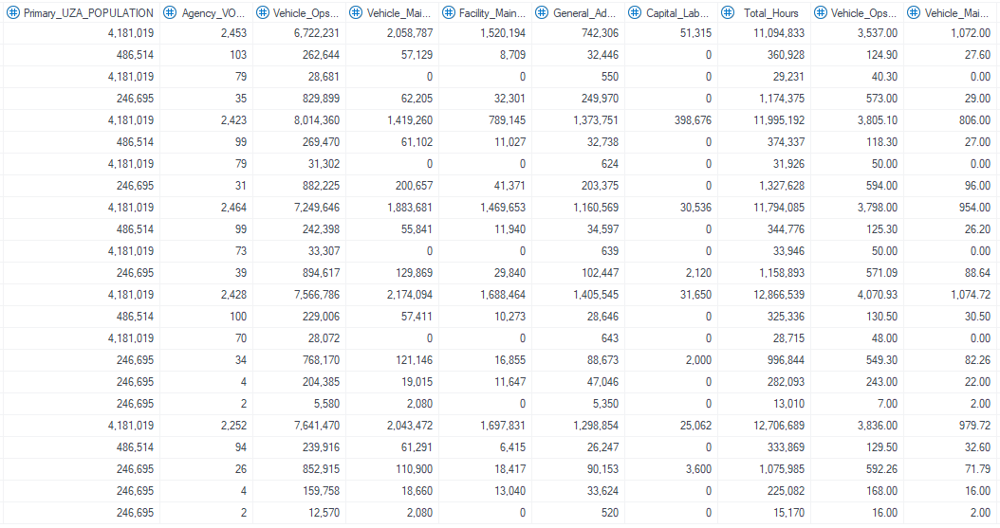 Primary_UZA_POPULATION Agency_VO... Vehicle_Ops... Vehicle_Mai... Facility_Main... General_Ad... Capital_Lab... Total_Hours Vehicle_Ops... Vehicle_Mai...
4,181,019 2,453 6,722,231 2,058,787 1,520,194 742,306 51,315 11,094,833 3,537.00 1,072.00
486,514 103 262,644 57,129 8,709 32,446 0 360,928 124.90 27.60
4,181,019 79 28,681 0 0 550 0 29,231 40.30 0.00
246,695 35 829,899 62,205 32,301 249,970 0 1,174,375 573.00 29.00
4,181,019 2,423 8,014,360 1,419,260 789,145 1,373,751 398,676 11,995,192 3,805.10 806.00
486,514 99 269,470 61,102 11,027 32,738 0 374,337 118.30 27.00
4,181,019 79 31,302 0 0 624 0 31,926 50.00 0.00
246,695 31 882,225 200,657 41,371 203,375 0 1,327,628 594.00 96.00
4,181,019 2,464 7,249,646 1,883,681 1,469,653 1,160,569 30,536 11,794,085 3,798.00 954.00
486,514 99 242,398 55,841 11,940 34,597 0 344,776 125.30 26.20
4,181,019 73 33,307 0 0 639 0 33,946 50.00 0.00
246,695 39 894,617 129,869 29,840 102,447 2,120 1,158,893 571.09 88.64
4,181,019 2,428 7,566,786 2,174,094 1,688,464 1,405,545 31,650 12,866,539 4,070.93 1,074.72
486,514 100 229,006 57,411 10,273 28,646 0 325,336 130.50 30.50
4,181,019 70 28,072 0 0 643 0 28,715 48.00 0.00
246,695 34 768,170 121,146 16,855 88,673 2,000 996,844 549.30 82.26
246,695 4 204,385 19,015 11,647 47,046 0 282,093 243.00 22.00
246,695 2 5,580 2,080 0 5,350 0 13,010 7.00 2.00
4,181,019 2,252 7,641,470 2,043,472 1,697,831 1,298,854 25,062 12,706,689 3,836.00 979.72
486,514 94 239,916 61,291 6,415 26,247 0 333,869 129.50 32.60
246,695 26 852,915 110,900 18,417 90,153 3,600 1,075,985 592.26 71.79
246,695 4 159,758 18,660 13,040 33,624 0 225,082 168.00 16.00
246,695 2 12,570 2,080 0 520 0 15,170 16.00 2.00